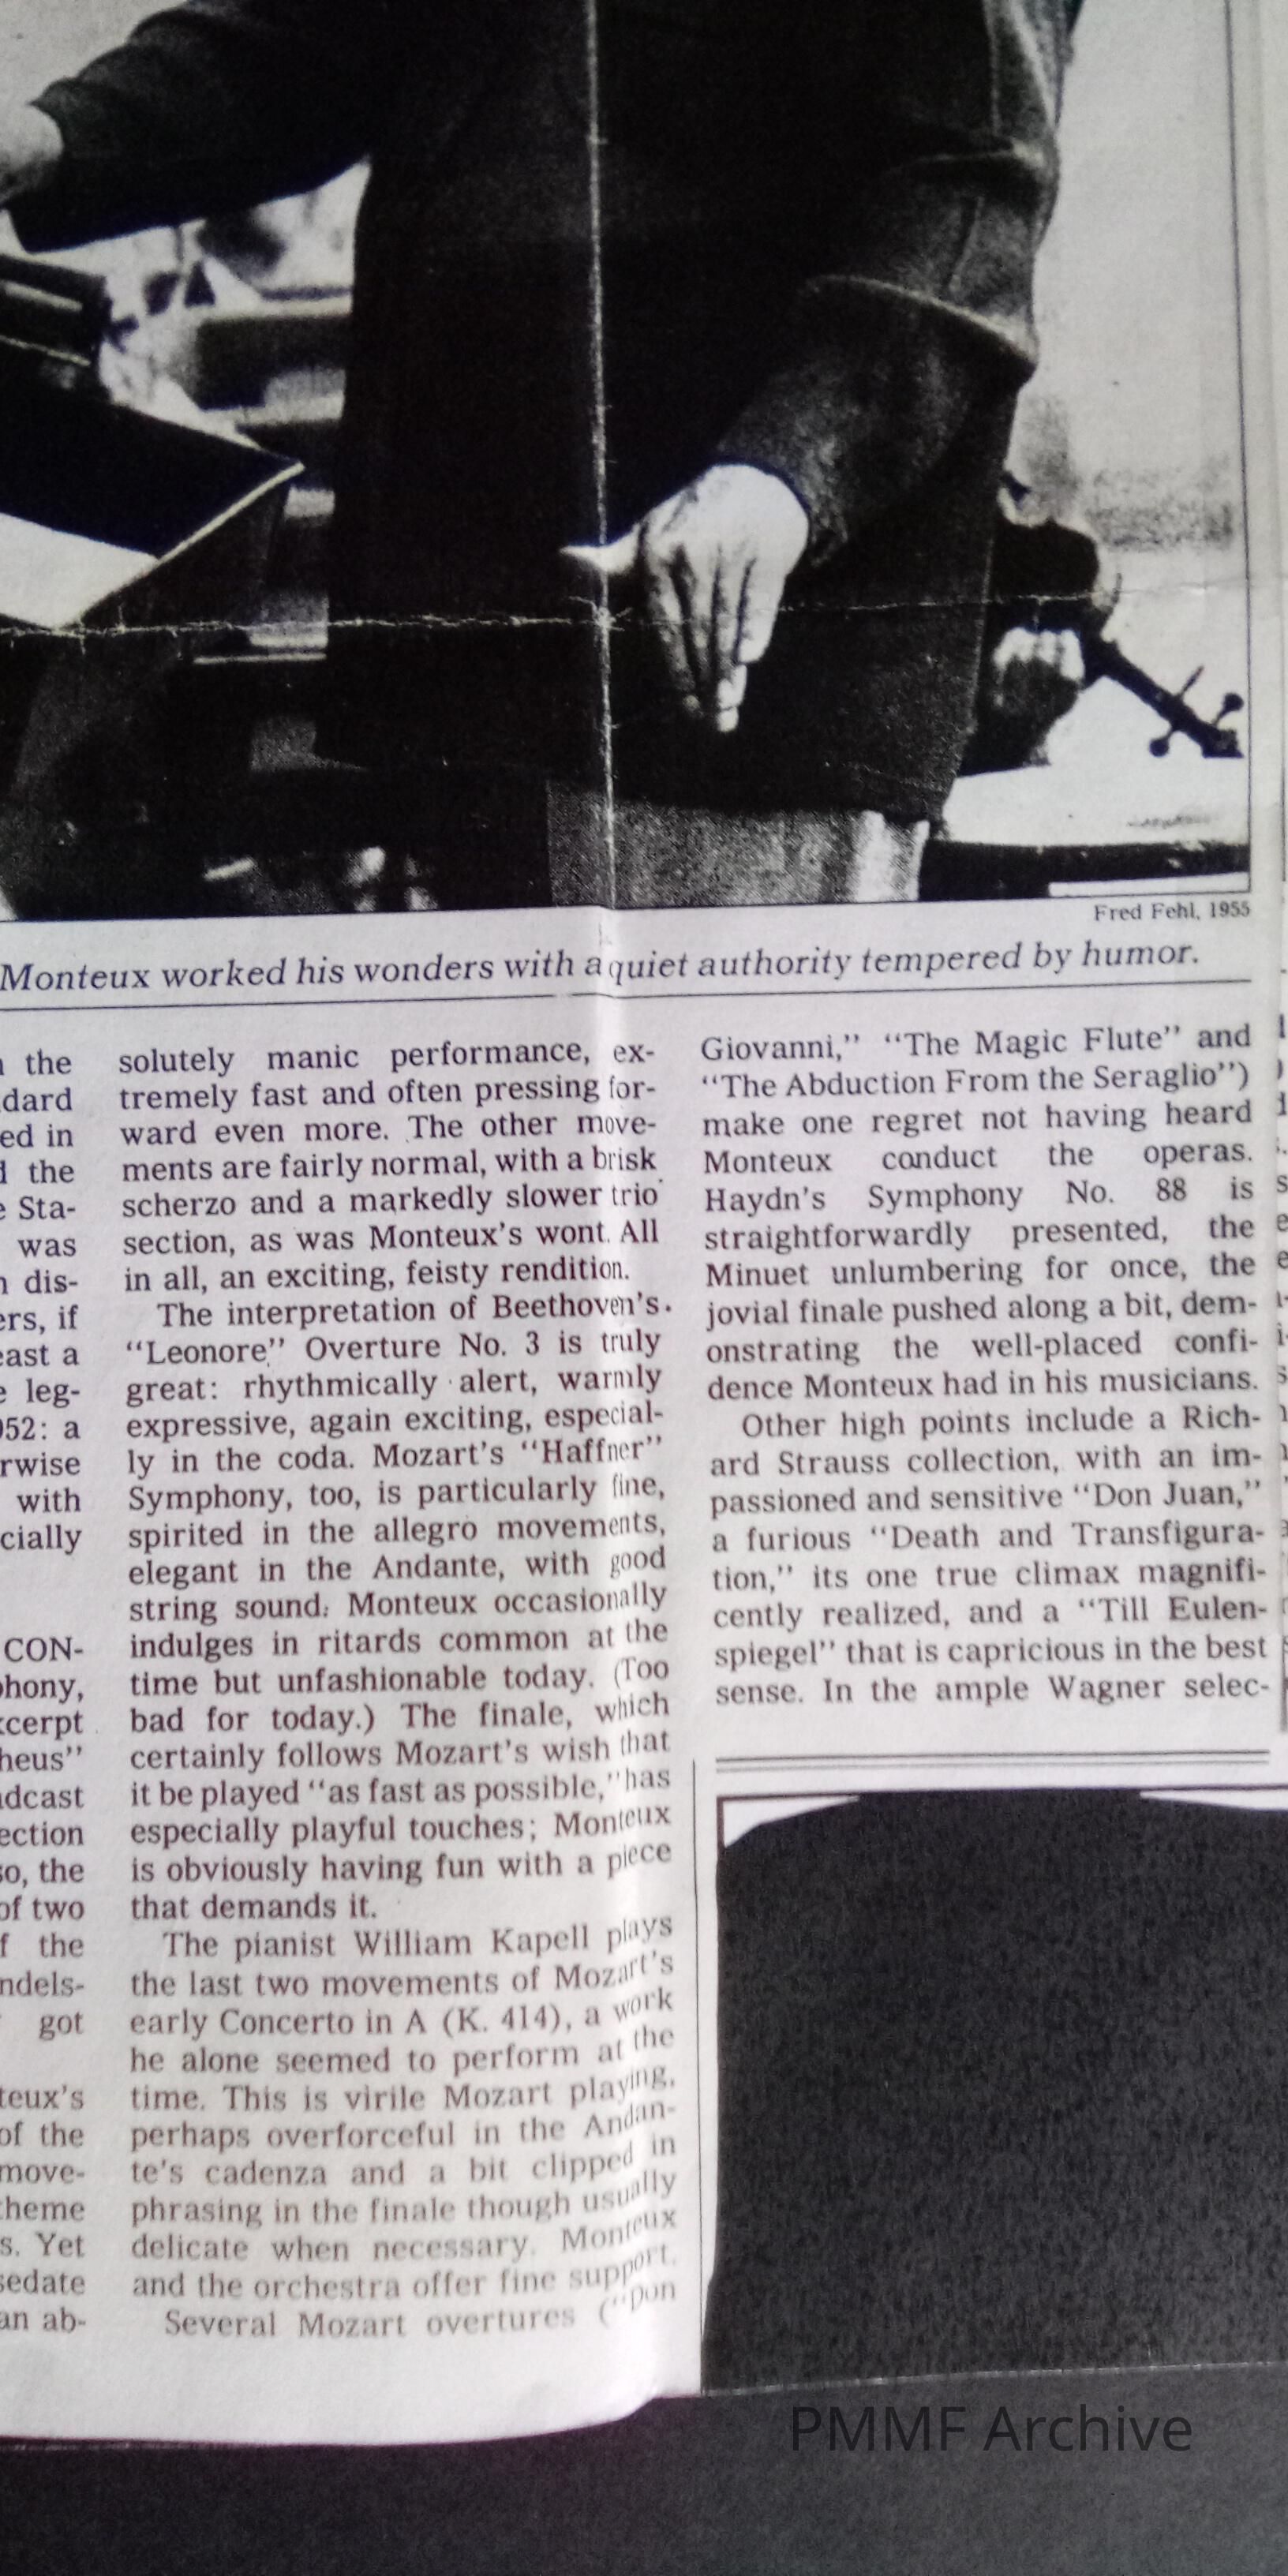 Fred Fehl, 1955
Monteux worked his wonders with a quiet authority tempered by humor.
the
dard
ed in
the
Sta-
was
dis-
ers, if
east a
leg-
952: a
rwise
with
cially
CON-
phony,
xcerpt
heus"
adcast
ection
so, the
of two
f the
ndels-
got
teux's
of the
move-
heme
s. Yet
sedate
an ab-
solutely manic performance, ex-
tremely fast and often pressing for-
ward even more. The other move-
ments are fairly normal, with a brisk
scherzo and a markedly slower trio
section, as was Monteux's wont. All
in all, an exciting, feisty rendition.
The interpretation of Beethoven's
"Leonore" Overture No. 3 is truly
great: rhythmically alert, warmly
expressive, again exciting, especial-
ly in the coda. Mozart's "Haffner"
Symphony, too, is particularly fine,
spirited in the allegro movements,
elegant in the Andante, with good
string sound. Monteux occasionally
indulges in ritards common at the
time but unfashionable today. (Too
bad for today.) The finale, which
certainly follows Mozart's wish that
it be played "as fast as possible," has
especially playful touches; Monteux
is obviously having fun with a piece
that demands it.
The pianist William Kapell plays
the last two movements of Mozart's
early Concerto in A (K. 414), a work
he alone seemed to perform at the
time. This is virile Mozart playing,
perhaps overforceful in the Andan-
te's cadenza and a bit clipped in
phrasing in the finale though usually
delicate when necessary. Monteux
and the orchestra offer fine support.
Several Mozart overtures ("Don
Giovanni," "The Magic Flute" and
"The Abduction From the Seraglio")
make one regret not having heard
Monteux conduct the operas.
Haydn's Symphony No. 88 is
straightforwardly presented, the
Minuet unlumbering for once, the
jovial finale pushed along a bit, dem-
onstrating the well-placed confi-
dence Monteux had in his musicians.
Other high points include a Rich-
ard Strauss collection, with an im-
passioned and sensitive "Don Juan,"
a furious "Death and Transfigura-
tion," its one true climax magnifi-
cently realized, and a "Till Eulen-
spiegel" that is capricious in the best
sense. In the ample Wagner selec-
PMMF Archive